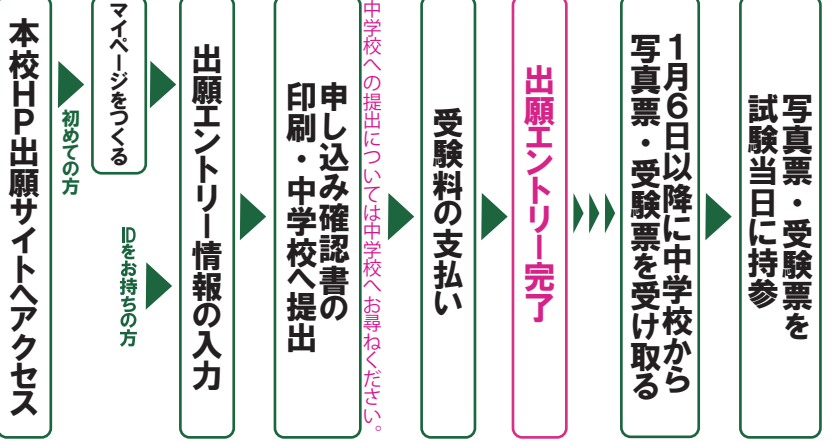 本校HP出願サイトへアクセス
初めての方
マイページをつくる
IDをお持ちの方
出願エントリー情報の入力
申し込み確認書の
印刷・中学校へ提出
中学校への提出については中学校へお尋ねください。
受験料の支払い
出願エントリー完了
1月6日以降に中学校から
写真票・受験票を受け取る
写真票・受験票を
試験当日に持参